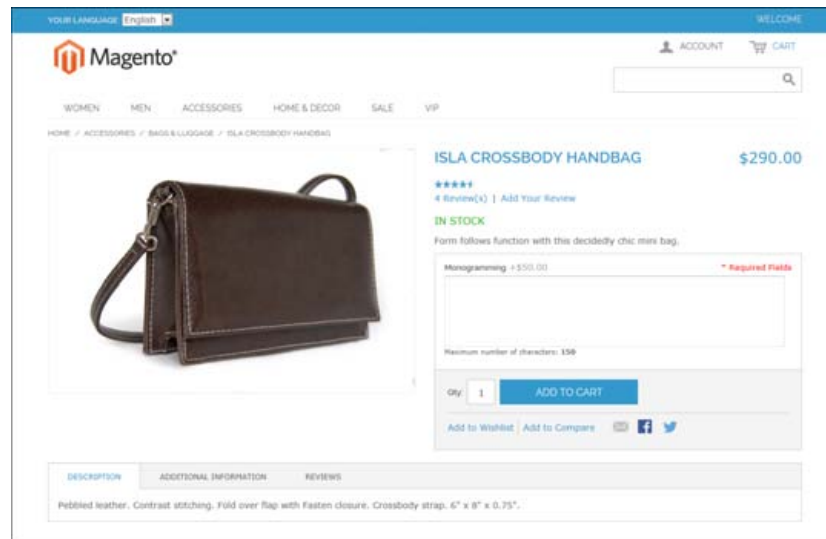 YOUR LANGUAGE English WELCOME
Magento®
ACCOUNT CART
WOMEN MEN ACCESSORIES HOME & DECOR SALE VIP
HOME / ACCESSORIES / BAGS & LUGGAGE / ISLA CROSSBODY HANDBAG
ISLA CROSSBODY HANDBAG $290.00
4 Review(s) | Add Your Review
IN STOCK
Form follows function with this decidedly chic mini bag.
Monogramming +$50.00 * Required Fields
Maximum number of characters: 150
Qty: 1 ADD TO CART
Add to Wishlist | Add to Compare
DESCRIPTION ADDITIONAL INFORMATION REVIEWS
Pebbled leather. Contrast stitching. Fold over flap with Fasten closure. Crossbody strap. 6" x 8" x 0.75".